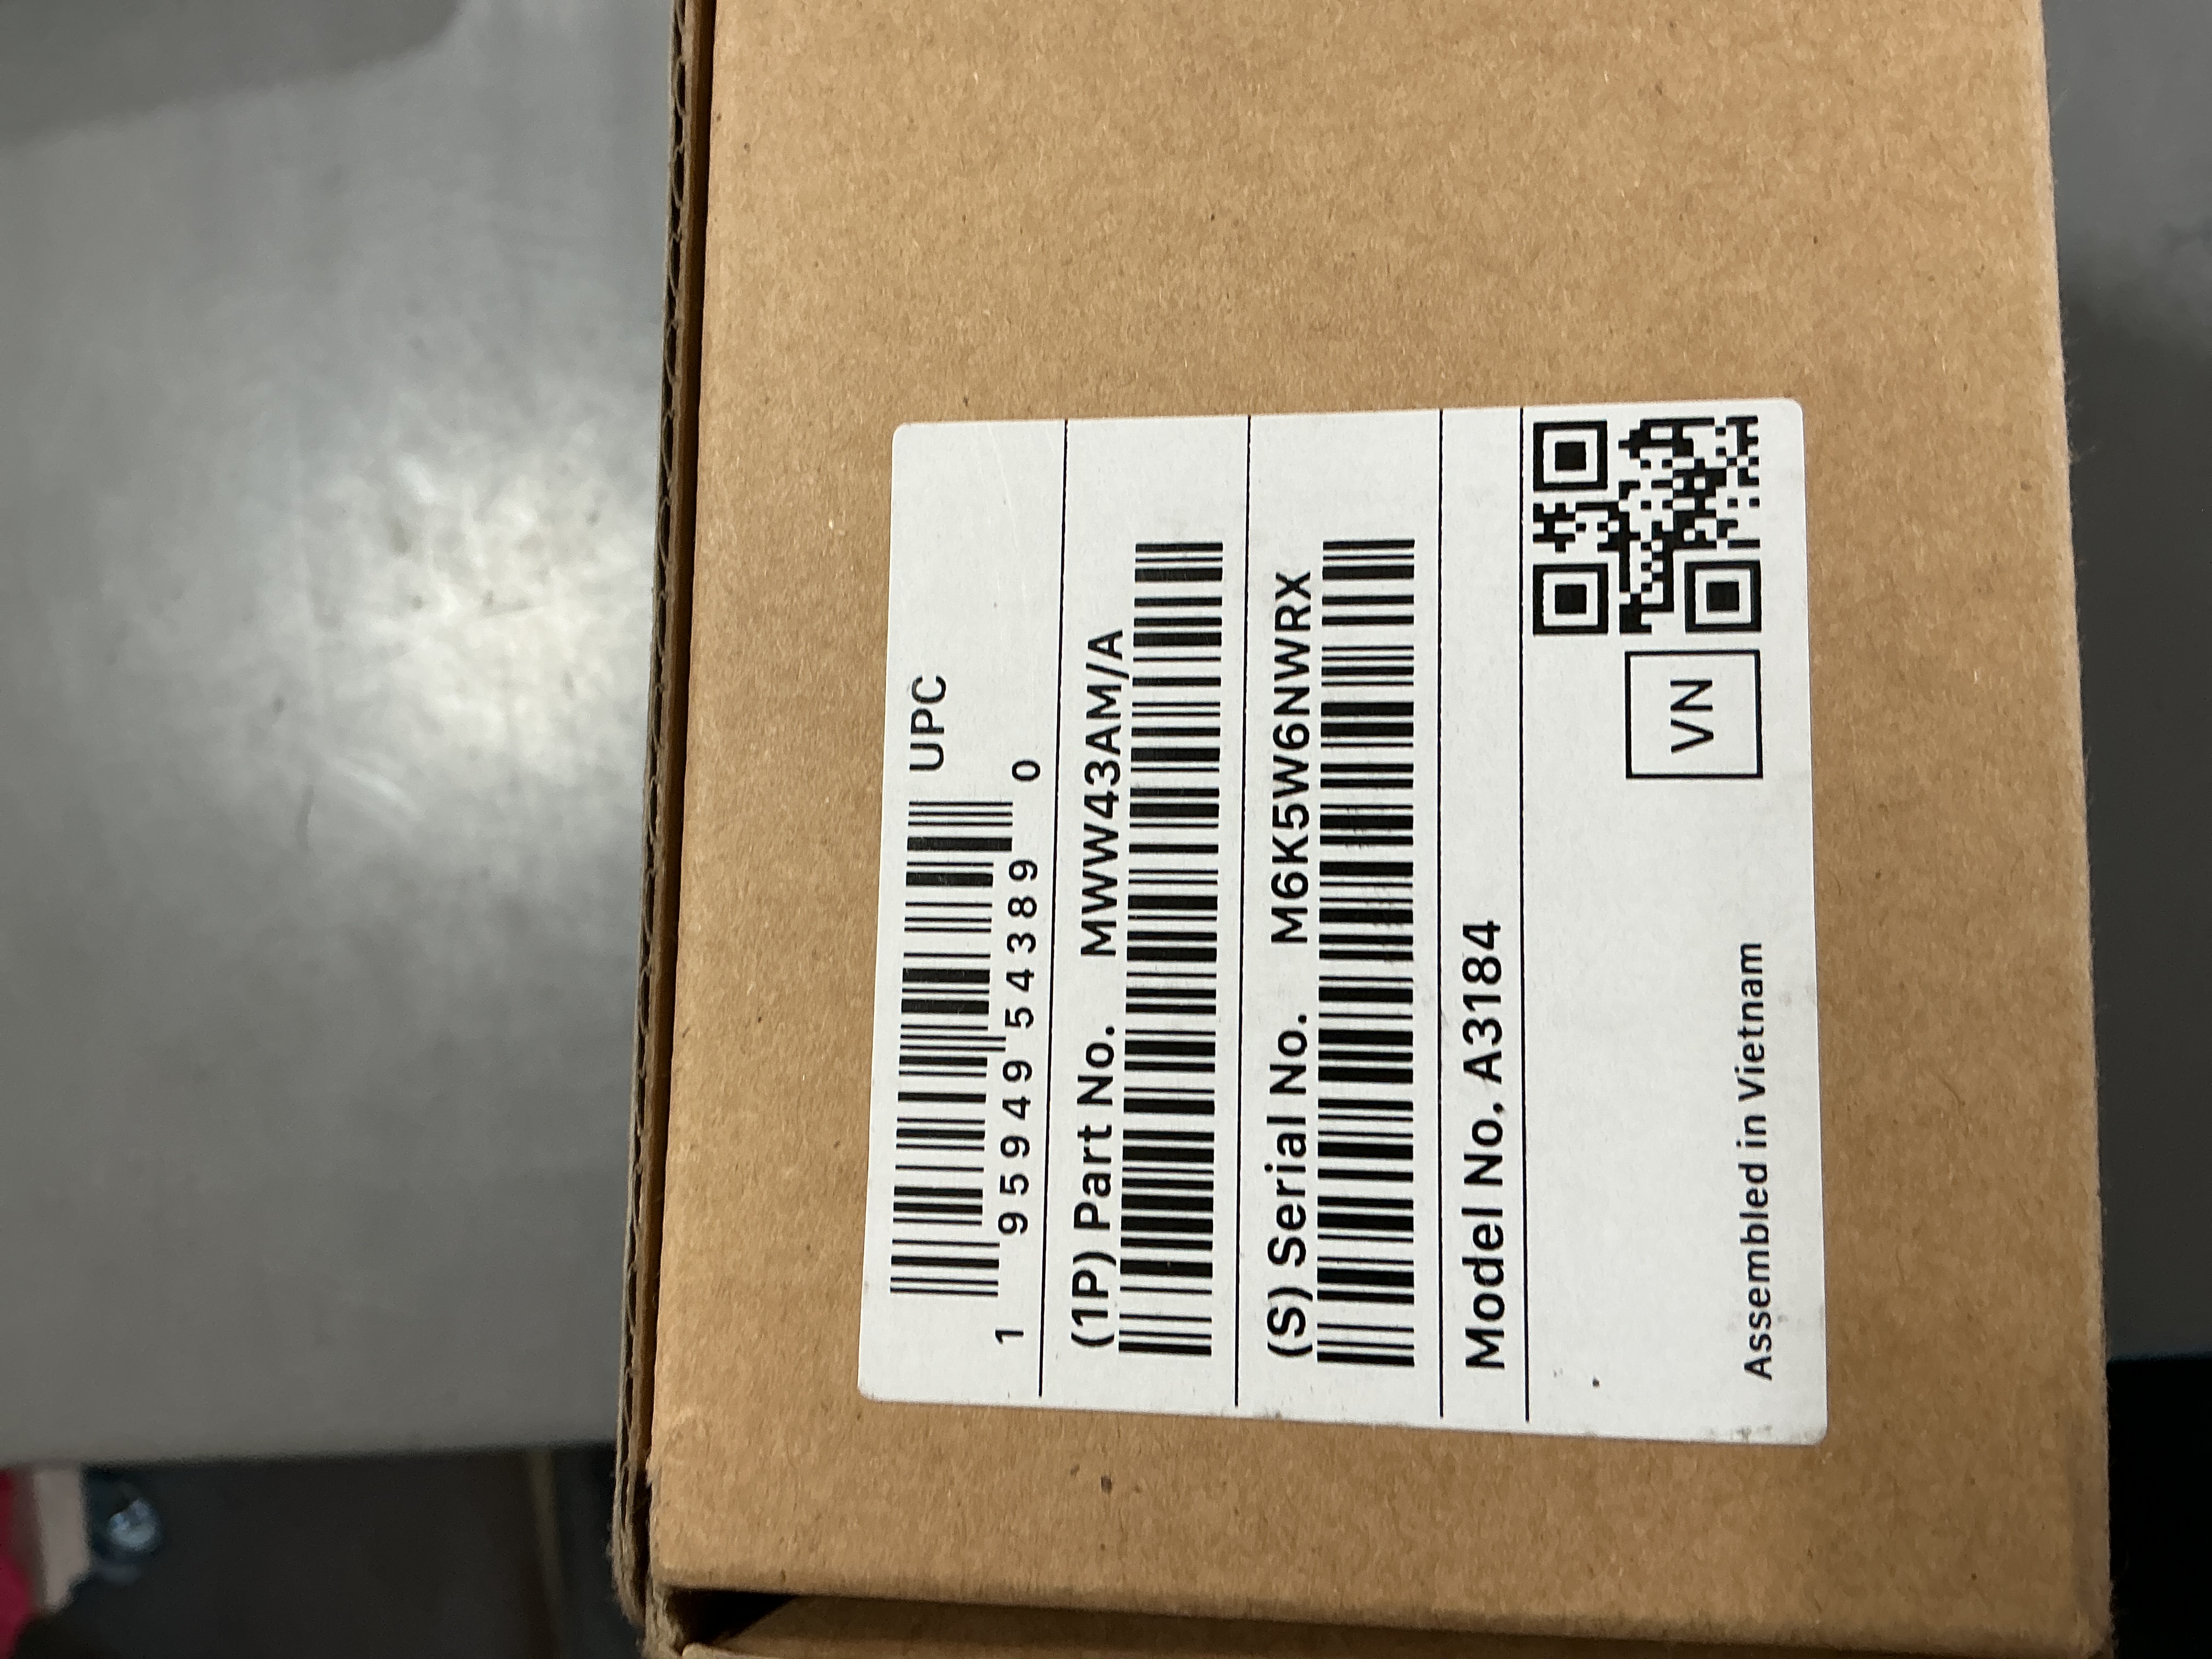 UPC
1 95949 54389 0
(1P) Part No. MWW43AM/A
(S) Serial No. M6K5W6NWRX
Model No. A3184
Assembled in Vietnam
VN